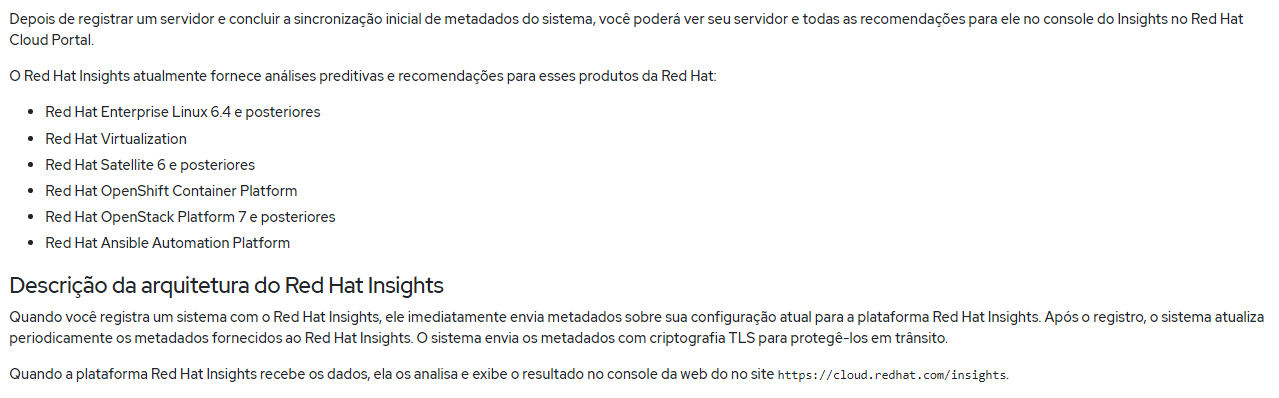 Depois de registrar um servidor e concluir a sincronização inicial de metadados do sistema, você poderá ver seu servidor e todas as recomendações para ele no console do Insights no Red Hat
Cloud Portal.
O Red Hat Insights atualmente fornece análises preditivas e recomendações para esses produtos da Red Hat:
• Red Hat Enterprise Linux 6.4 e posteriores
• Red Hat Virtualization
• Red Hat Satellite 6 e posteriores
• Red Hat OpenShift Container Platform
• Red Hat OpenStack Platform 7 e posteriores
• Red Hat Ansible Automation Platform
Descrição da arquitetura do Red Hat Insights
Quando você registra um sistema com o Red Hat Insights, ele imediatamente envia metadados sobre sua configuração atual para a plataforma Red Hat Insights. Após o registro, o sistema atualiza
periodicamente os metadados fornecidos ao Red Hat Insights. O sistema envia os metadados com criptografia TLS para protegê-los em trânsito.
Quando a plataforma Red Hat Insights recebe os dados, ela os analisa e exibe o resultado no console da web do no site https://cloud.redhat.com/insights.